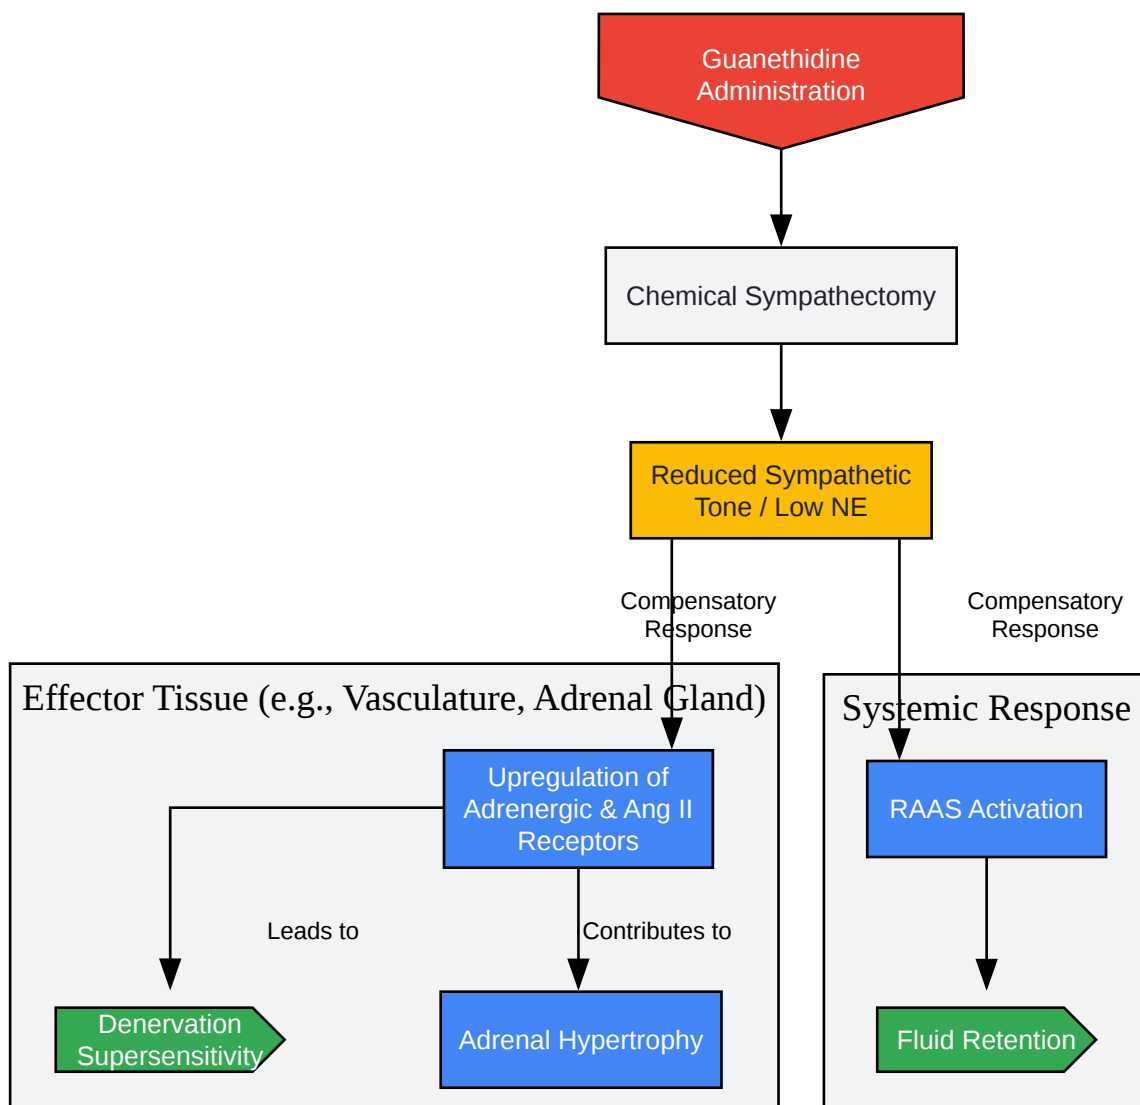 Guanethidine
Administration
Chemical Sympathectomy
Reduced Sympathetic
Tone / Low NE
Compensatory
Response
Compensatory
Response
Effector Tissue (e.g., Vasculature, Adrenal Gland)
Systemic Response
Upregulation of
Adrenergic & Ang II
Receptors
RAAS Activation
Leads to
Contributes to
Denervation
Supersensitivity
Adrenal Hypertrophy
Fluid Retention